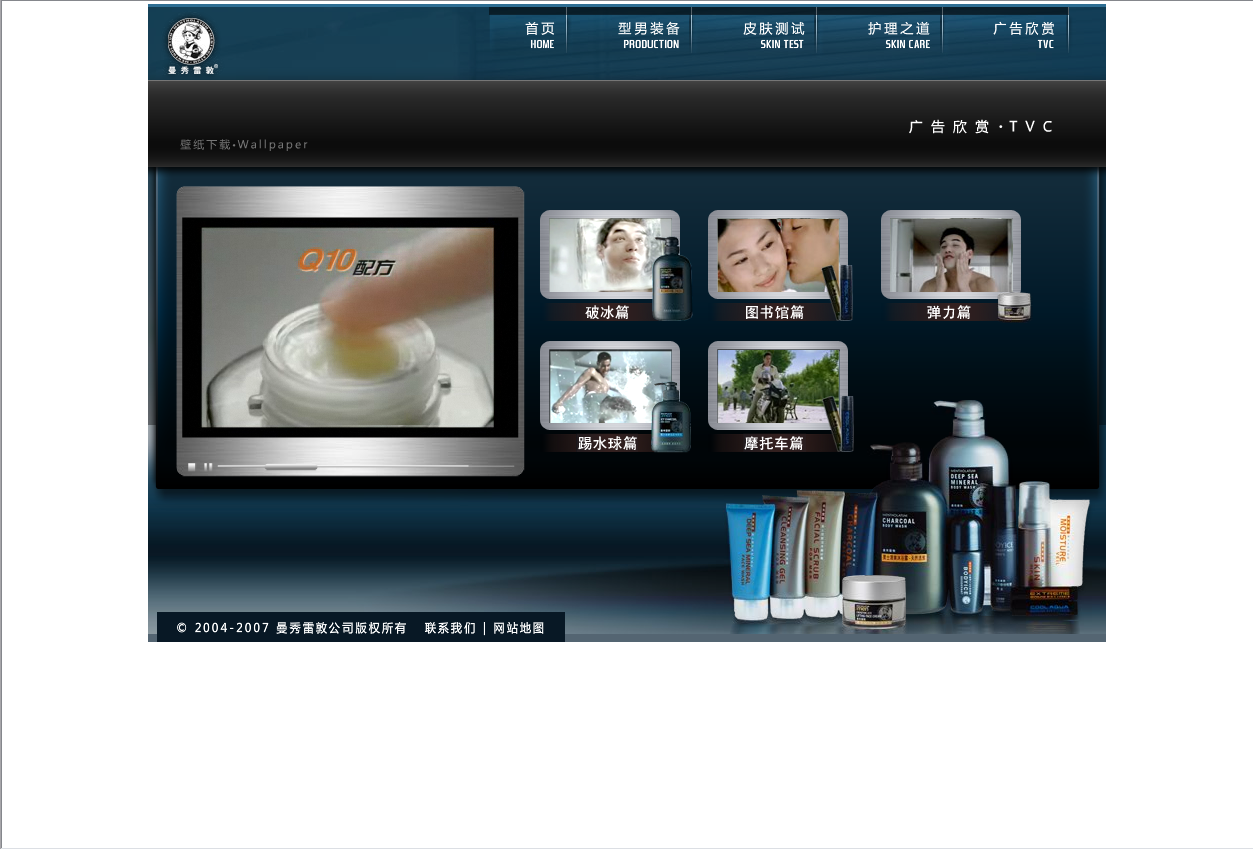 首页
HOME
型男装备
PRODUCTION
皮肤测试
SKIN TEST
护理之道
SKIN CARE
广告欣赏
TVC
曼秀雷敦®
广告欣赏·TVC
壁纸下载·Wallpaper
Q10配方
破冰篇
图书馆篇
弹力篇
踢水球篇
摩托车篇
DEEP SEA
MINERAL
BODY WASH
CHARCOAL
BODY WASH
DEEP SEA MINERAL
CLEANSING GEL
FACIAL SCRUB
CHARCOAL
BODYICE
SKIN
MOISTURE
men
EXTREME
COOL AQUA
© 2004-2007 曼秀雷敦公司版权所有 联系我们 | 网站地图